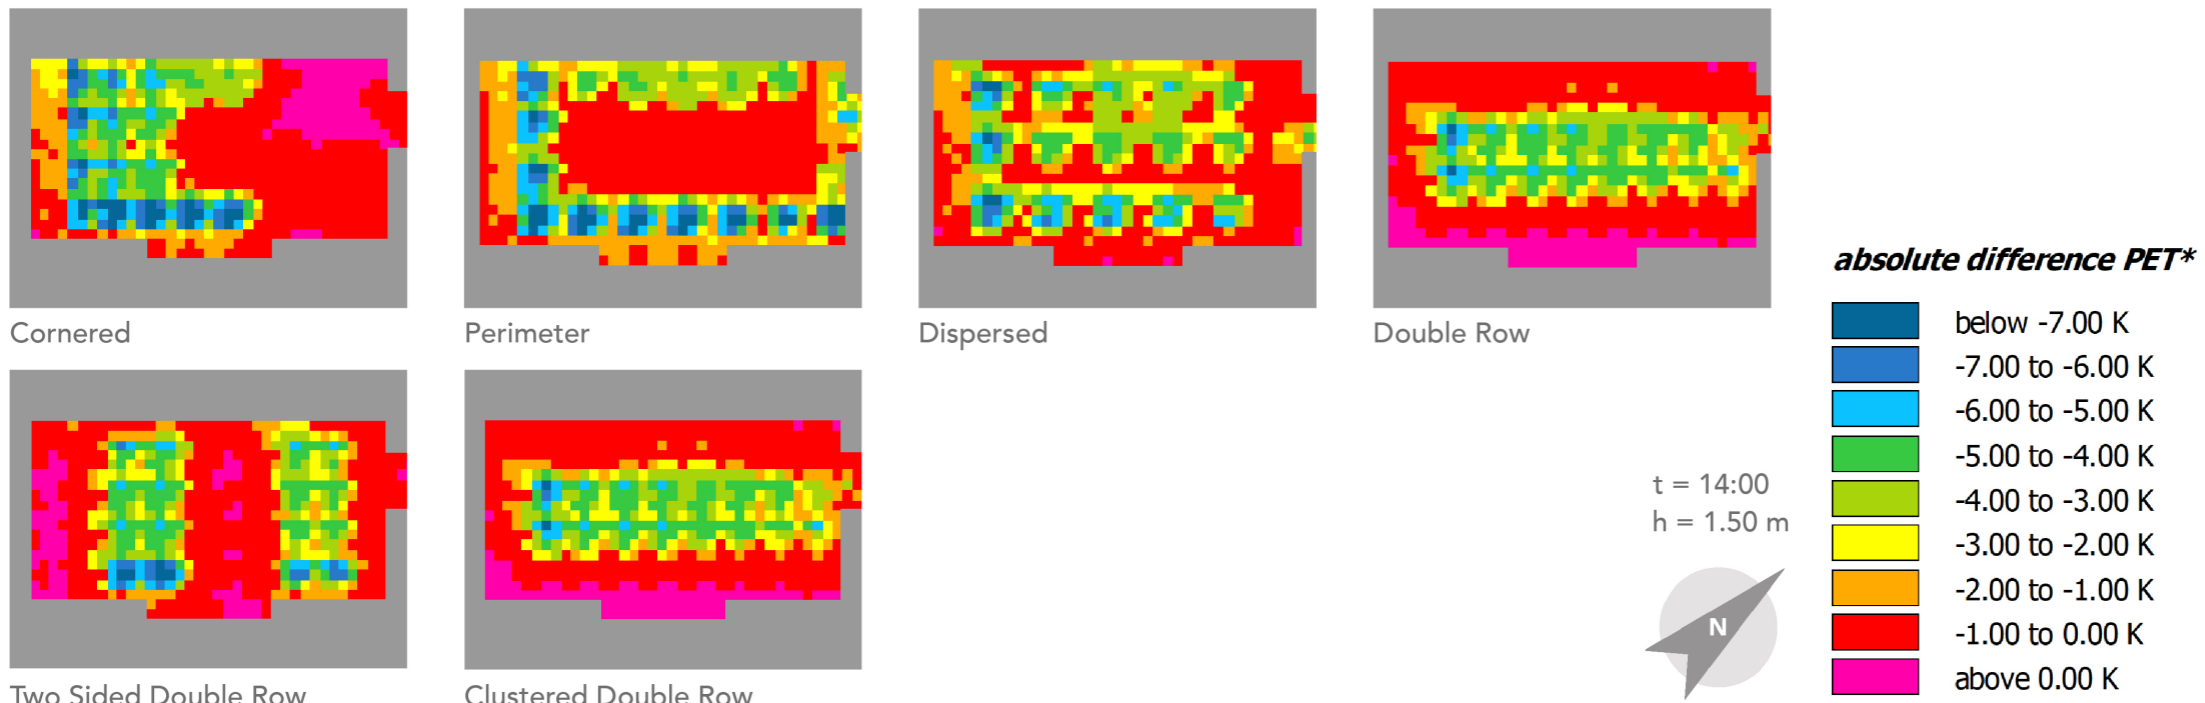 Cornered
Perimeter
Dispersed
Double Row
absolute difference PET*
below -7.00 K
-7.00 to -6.00 K
-6.00 to -5.00 K
-5.00 to -4.00 K
-4.00 to -3.00 K
-3.00 to -2.00 K
-2.00 to -1.00 K
-1.00 to 0.00 K
above 0.00 K
t = 14:00
h = 1.50 m
N
Two Sided Double Row
Clustered Double Row